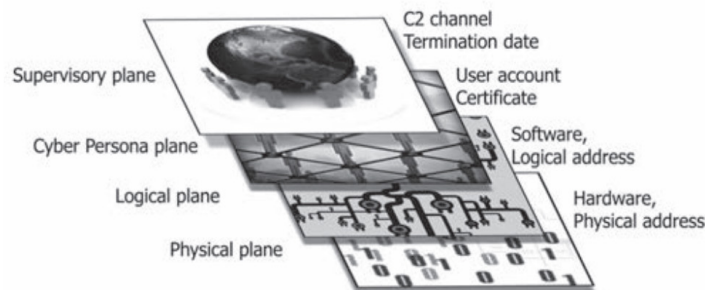 C2 channel
Termination date
Supervisory plane
User account
Certificate
Cyber Persona plane
Software,
Logical address
Logical plane
Hardware,
Physical address
Physical plane